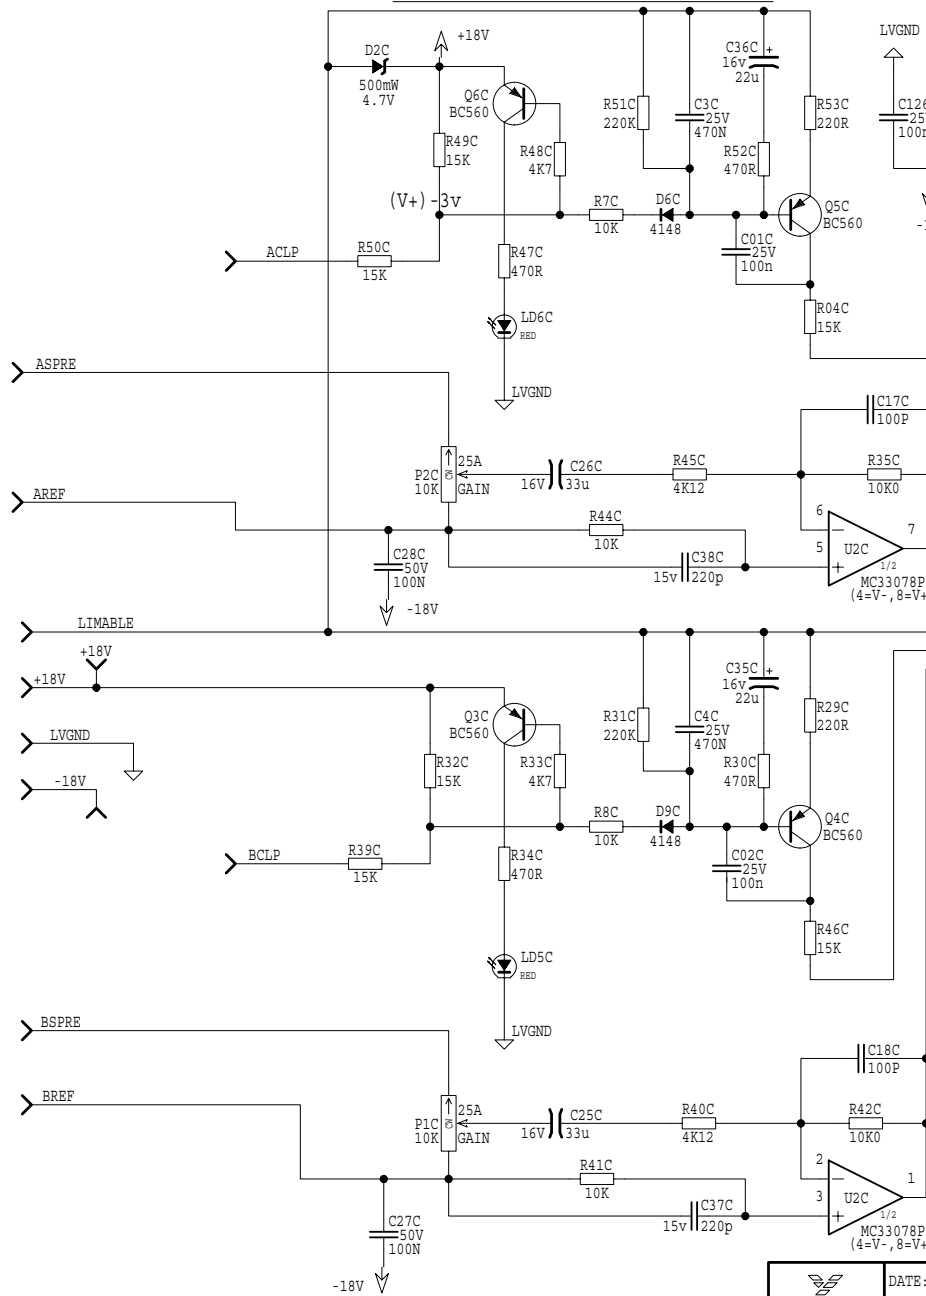 LVGND
+18V
D2C
500mW
4.7V
Q6C
BC560
R51C
220K
C3C
25V
470N
C36C
16v
+
22u
R53C
220R
R49C
15K
R48C
4K7
R52C
470R
(V+)-3v
R7C
10K
D6C
4148
Q5C
BC560
C01C
25V
100n
ACLP
R50C
15K
R47C
470R
LD6C
RED
R04C
15K
ASPRE
LVGND
C17C
100P
P2C
10K
CW
25A
GAIN
16V
C26C
33u
R45C
4K12
R35C
10K0
AREF
R44C
10K
6
5
7
U2C
1/2
C28C
50V
100N
15v
C38C
220p
MC33078P
-18V
LIMABLE
+18V
+18V
Q3C
BC560
R31C
220K
C4C
25V
470N
C35C
16v
+
22u
R29C
220R
LVGND
R32C
15K
R33C
4K7
R30C
470R
-18V
R8C
10K
D9C
4148
Q4C
BC560
BCLP
R39C
15K
R34C
470R
C02C
25V
100n
R46C
15K
LD5C
RED
BSPRE
LVGND
C18C
100P
BREF
P1C
10K
CW
25A
GAIN
16V
C25C
33u
R40C
4K12
R42C
10K0
R41C
10K
2
3
1
U2C
1/2
C27C
50V
100N
15v
C37C
220p
MC33078P
-18V
DATE: